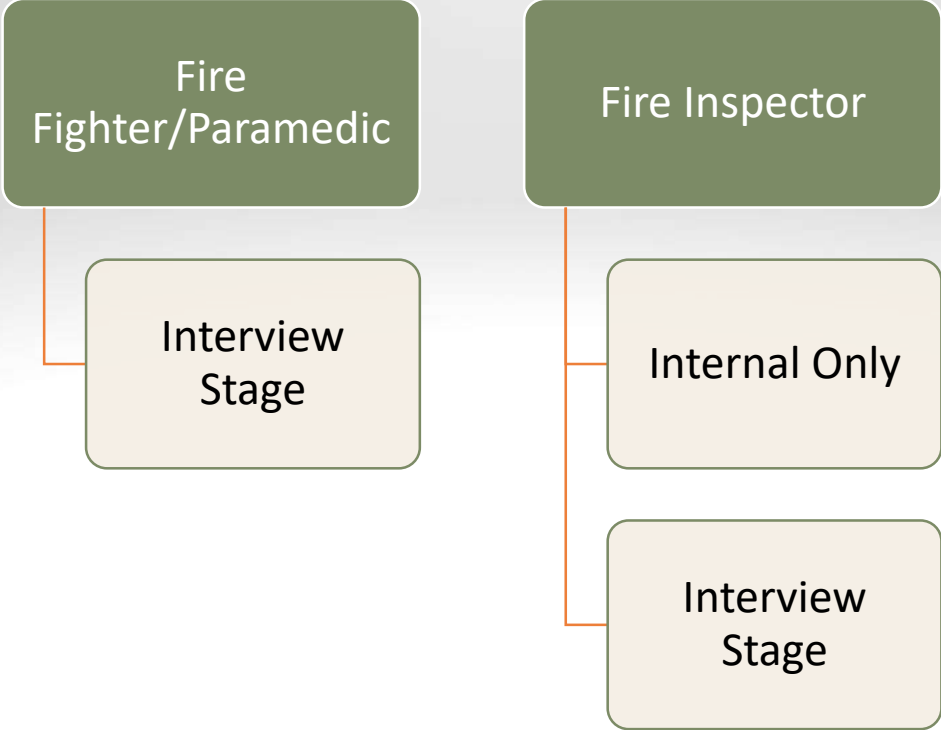 Fire
Fighter/Paramedic
Interview
Stage
Fire Inspector
Internal Only
Interview
Stage